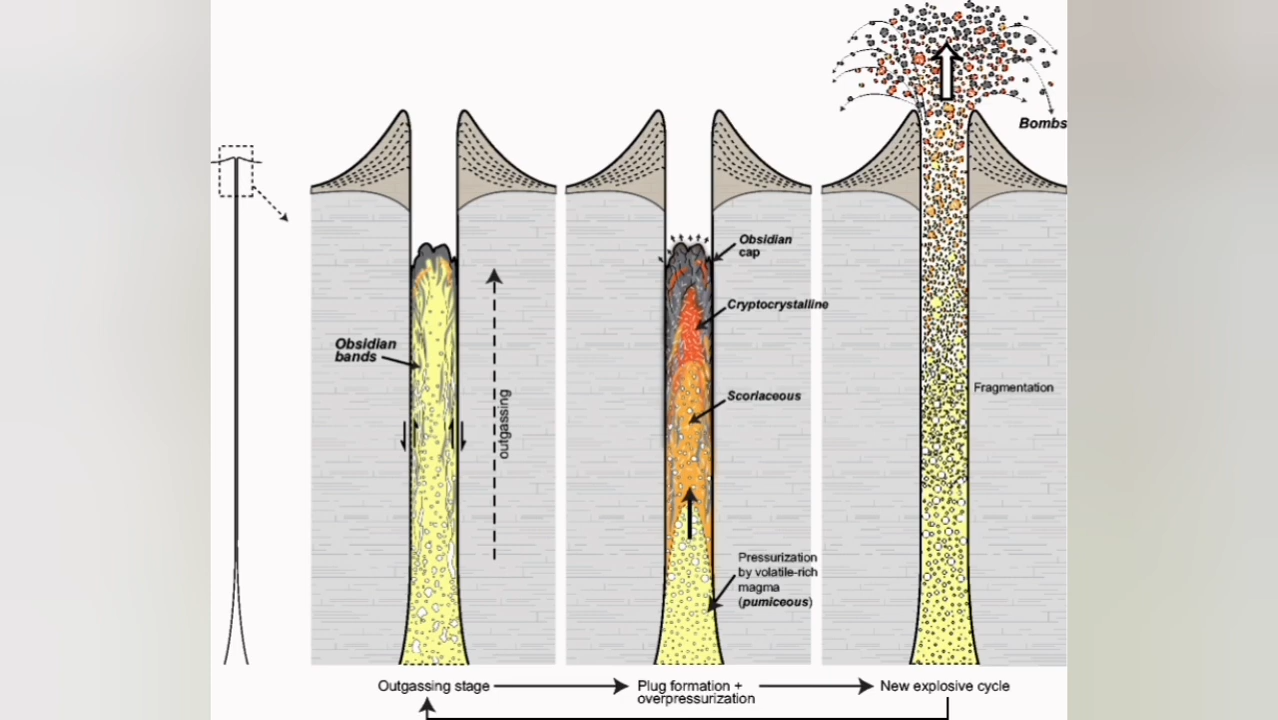 Bombs
Obsidian
cap
Cryptocrystalline
Obsidian
bands
outgassing
Scoriaceous
Fragmentation
Pressurization
by volatile-rich
magma
(pumiceous)
Outgassing stage
Plug formation +
overpressurization
New explosive cycle